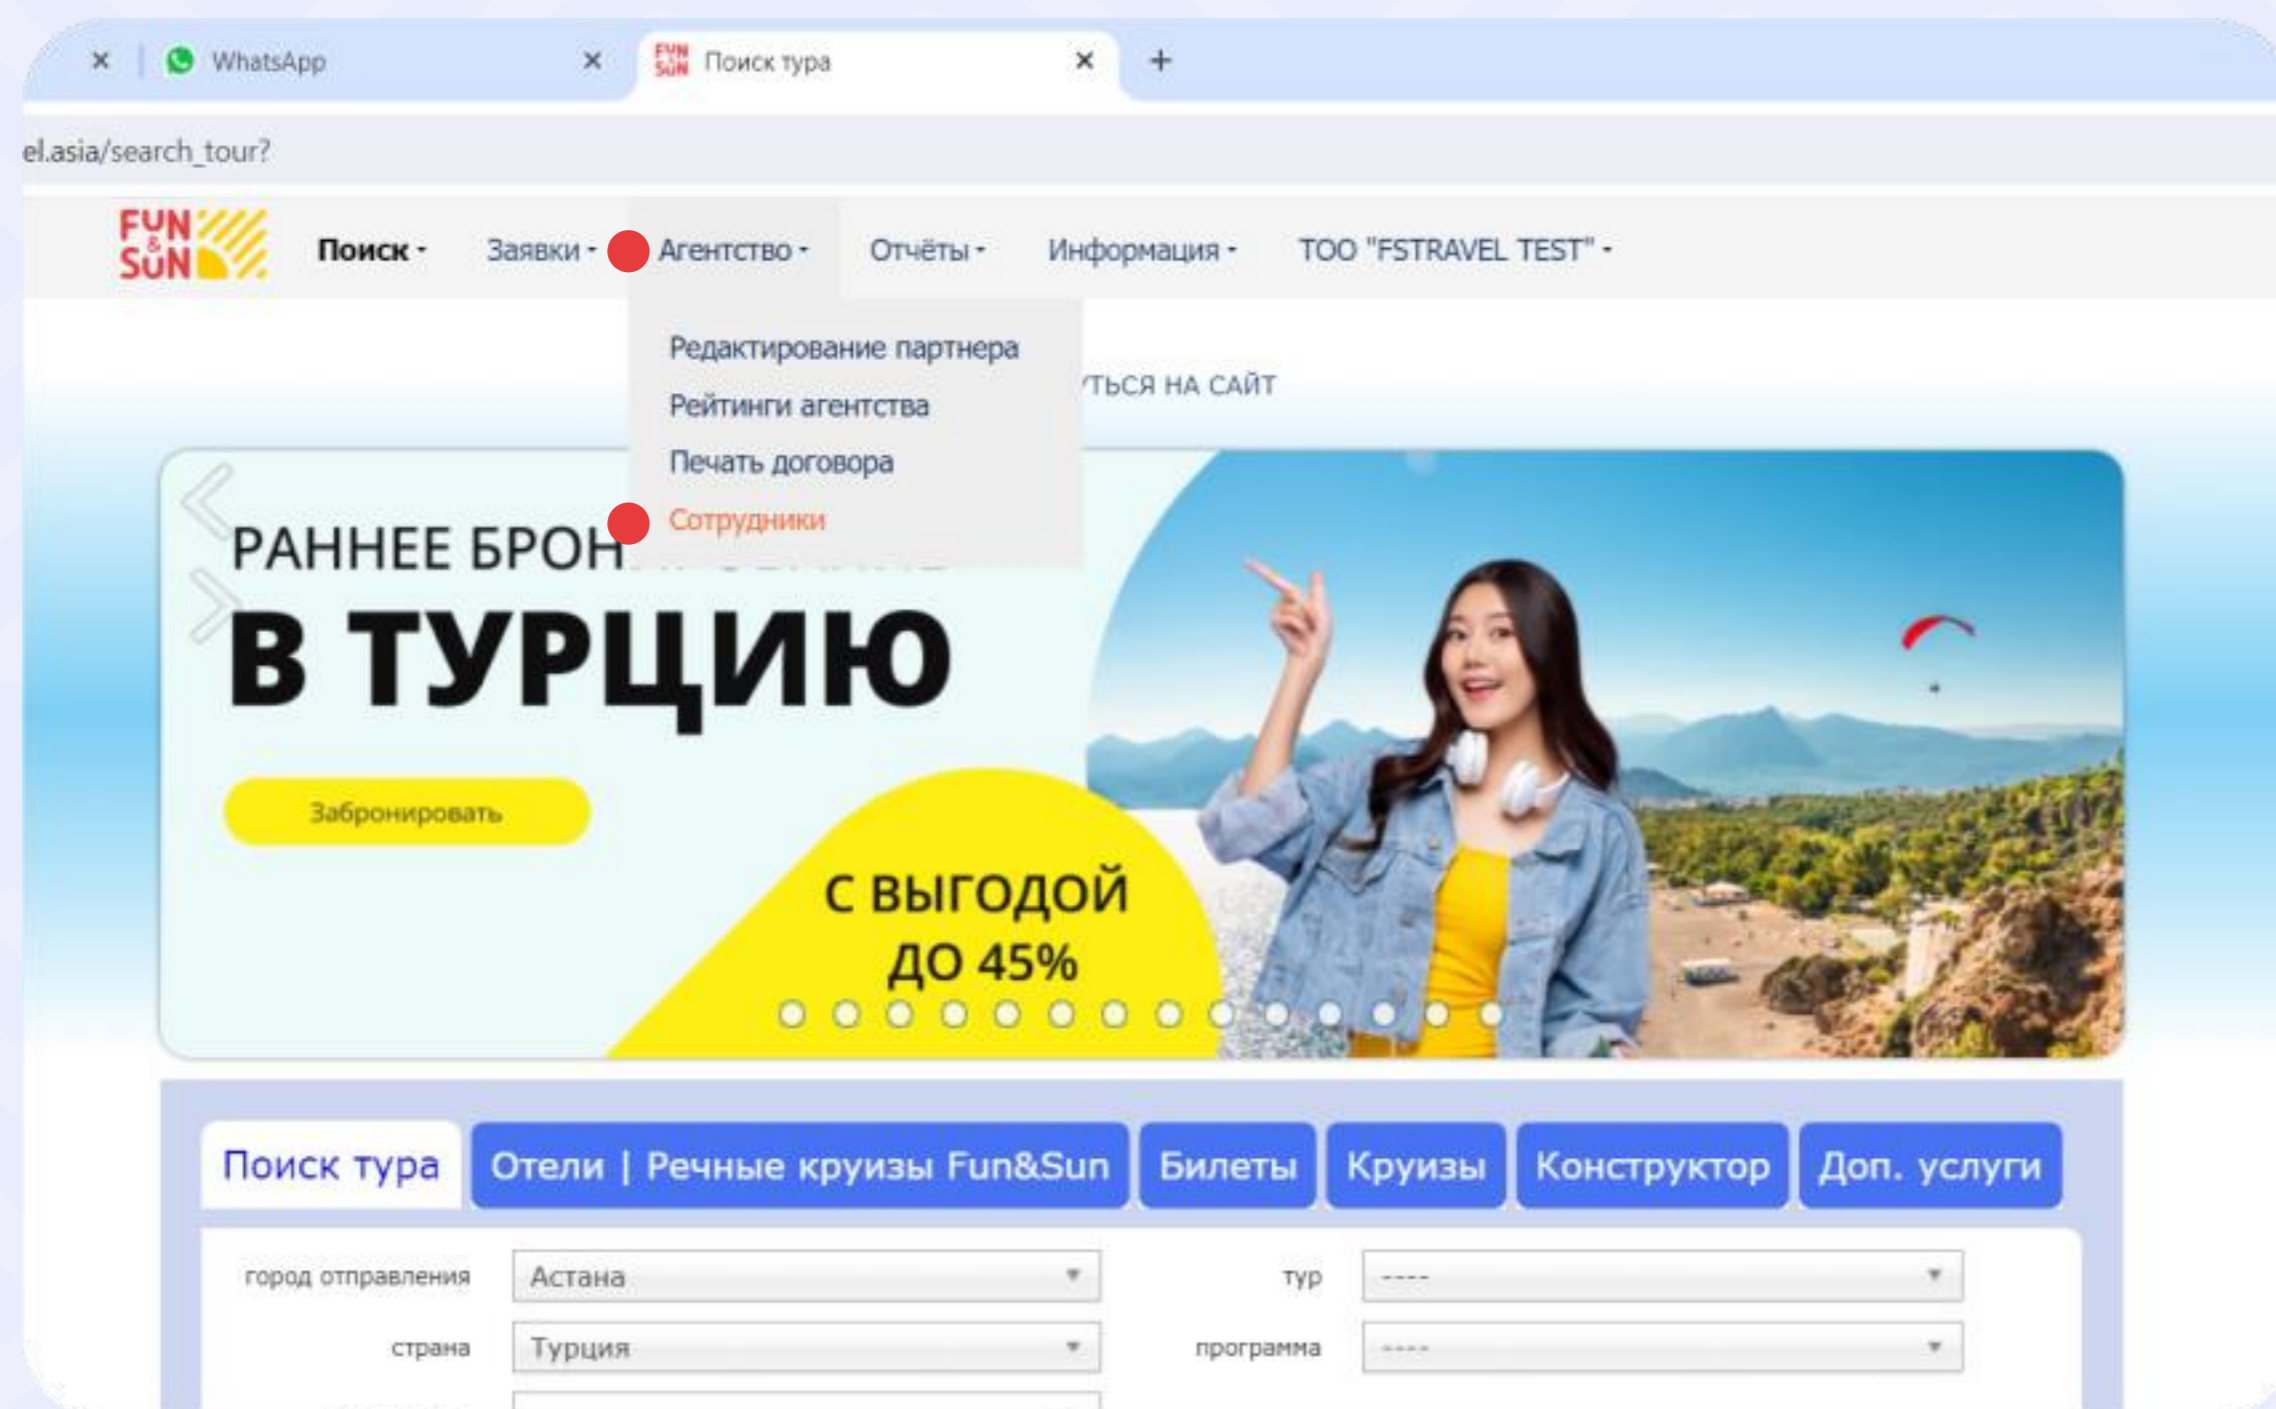 WhatsApp
FUN SUN Поиск тура
el.asia/search_tour?
FUN & SUN
Поиск
Заявки
Агентство
Отчёты
Информация
ТОО "FSTRAVEL TEST"
Редактирование партнера
Рейтинги агентства
Печать договора
Сотрудники
ТЬСЯ НА САЙТ
РАННЕЕ БРОН
В ТУРЦИЮ
Забронировать
С ВЫГОДОЙ
ДО 45%
Поиск тура
Отели | Речные круизы Fun&Sun
Билеты
Круизы
Конструктор
Доп. услуги
город отправления
Астана
тур
----
страна
Турция
программа
----